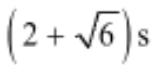 (2 + √6) s